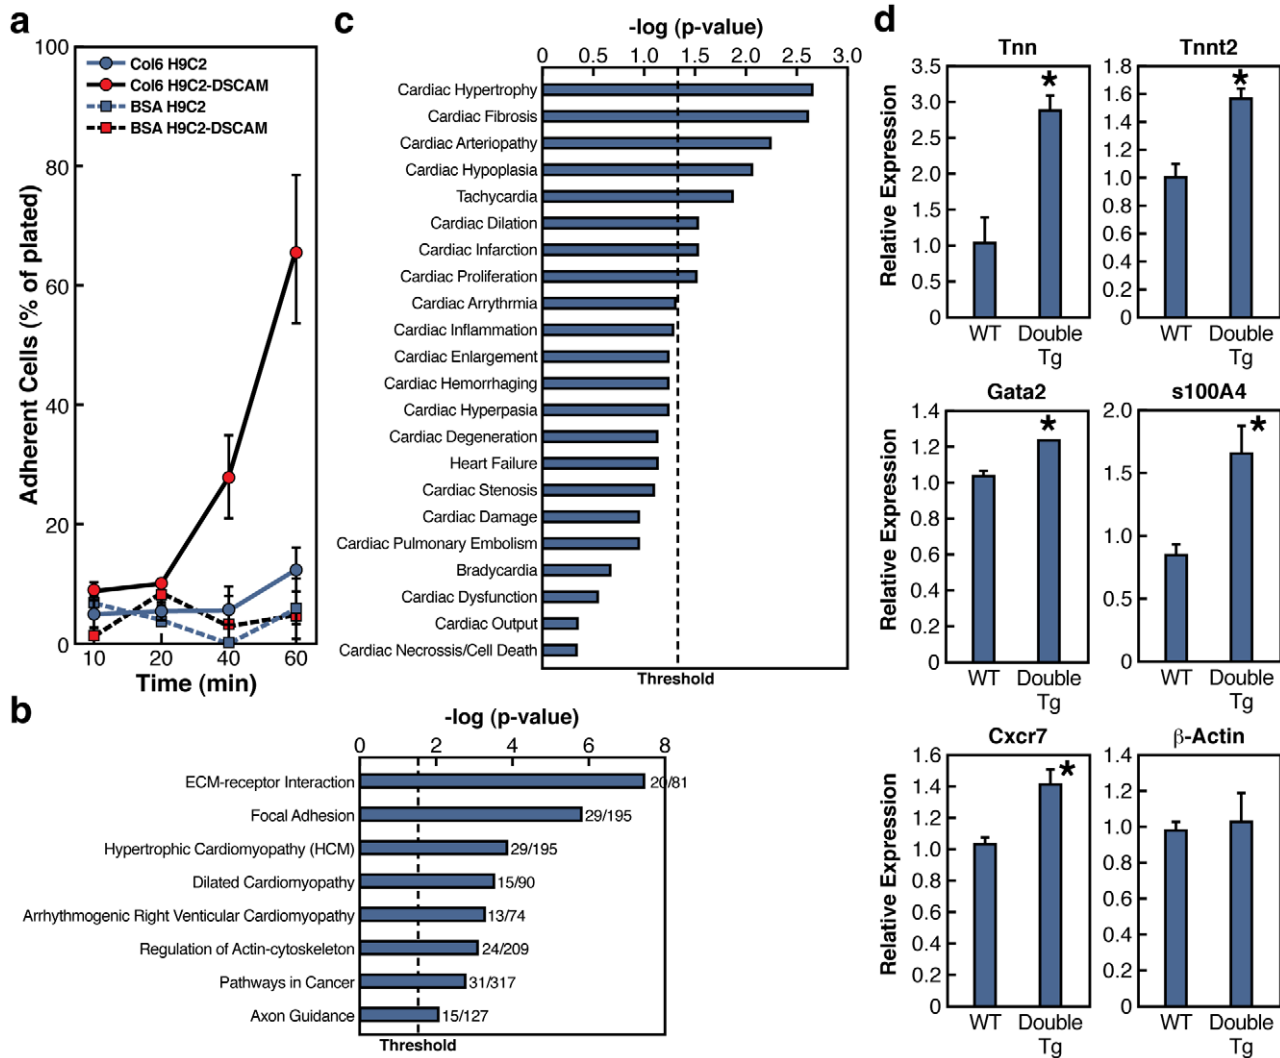 a
100
80
60
40
20
0
Adherent Cells (% of plated)
Col6 H9C2
Col6 H9C2-DSCAM
BSA H9C2
BSA H9C2-DSCAM
10 20 40 60
Time (min)
c
-log (p-value)
0 0.5 1.0 1.5 2.0 2.5 3.0
Cardiac Hypertrophy
Cardiac Fibrosis
Cardiac Arteriopathy
Cardiac Hypoplasia
Tachycardia
Cardiac Dilation
Cardiac Infarction
Cardiac Proliferation
Cardiac Arrythrmia
Cardiac Inflammation
Cardiac Enlargement
Cardiac Hemorrhaging
Cardiac Hyperpasia
Cardiac Degeneration
Heart Failure
Cardiac Stenosis
Cardiac Damage
Cardiac Pulmonary Embolism
Bradycardia
Cardiac Dysfunction
Cardiac Output
Cardiac Necrossis/Cell Death
Threshold
b
-log (p-value)
0 2 4 6 8
ECM-receptor Interaction 20/81
Focal Adhesion 29/195
Hypertrophic Cardiomyopathy (HCM) 29/195
Dilated Cardiomyopathy 15/90
Arrhythmogenic Right Venticular Cardiomyopathy 13/74
Regulation of Actin-cytoskeleton 24/209
Pathways in Cancer 31/317
Axon Guidance 15/127
Threshold
d
Tnn
Relative Expression
3.5
3.0
2.5
2.0
1.5
1.0
0.5
0
*
WT Double
Tg
Tnnt2
1.8
1.6
1.4
1.2
1.0
0.8
0.6
0.4
0.2
0
*
WT Double
Tg
Gata2
Relative Expression
1.4
1.2
1.0
0.8
0.6
0.4
0.2
0
*
WT Double
Tg
s100A4
2.0
1.5
1.0
0.5
0
*
WT Double
Tg
Cxcr7
Relative Expression
1.6
1.4
1.2
1.0
0.8
0.6
0.4
0.2
0
*
WT Double
Tg
β-Actin
1.4
1.2
1.0
0.8
0.6
0.4
0.2
0
WT Double
Tg